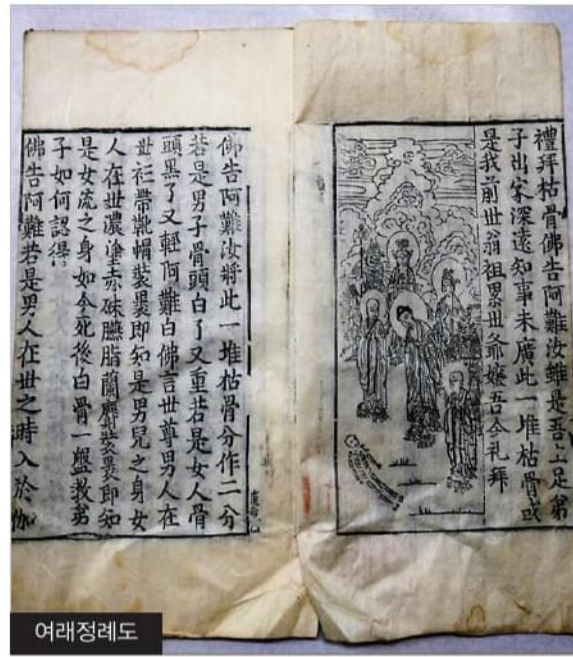 禮拜枯骨佛告阿難汝雖是吾上足弟
子出家深遠知事未廣此一堆枯骨或
是我前世翁祖累世爺孃吾今礼拜
佛告阿難汝將此一堆枯骨分作二分
若是男子骨頭白了又重若是女人骨
頭黑了又輕阿難白佛言世尊男人在
世衫帶靴帽裝裹即知是男兒之身女
人在世濃塗赤硃臙脂蘭麝裝裹即知
是女流之身如今死後白骨一盤教弟
子如何認得
佛告阿難若是男人在世之時入於伽
여래정례도